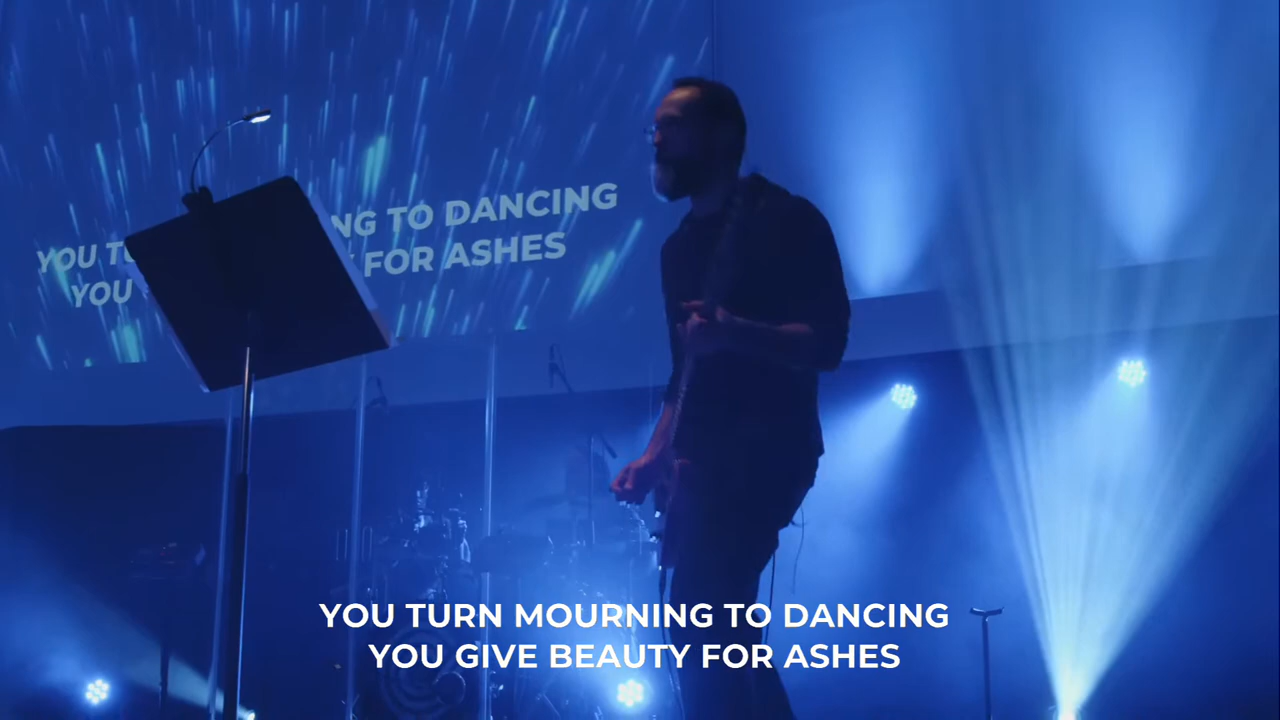 YOU TU NG TO DANCING
YOU FOR ASHES
YOU TURN MOURNING TO DANCING
YOU GIVE BEAUTY FOR ASHES